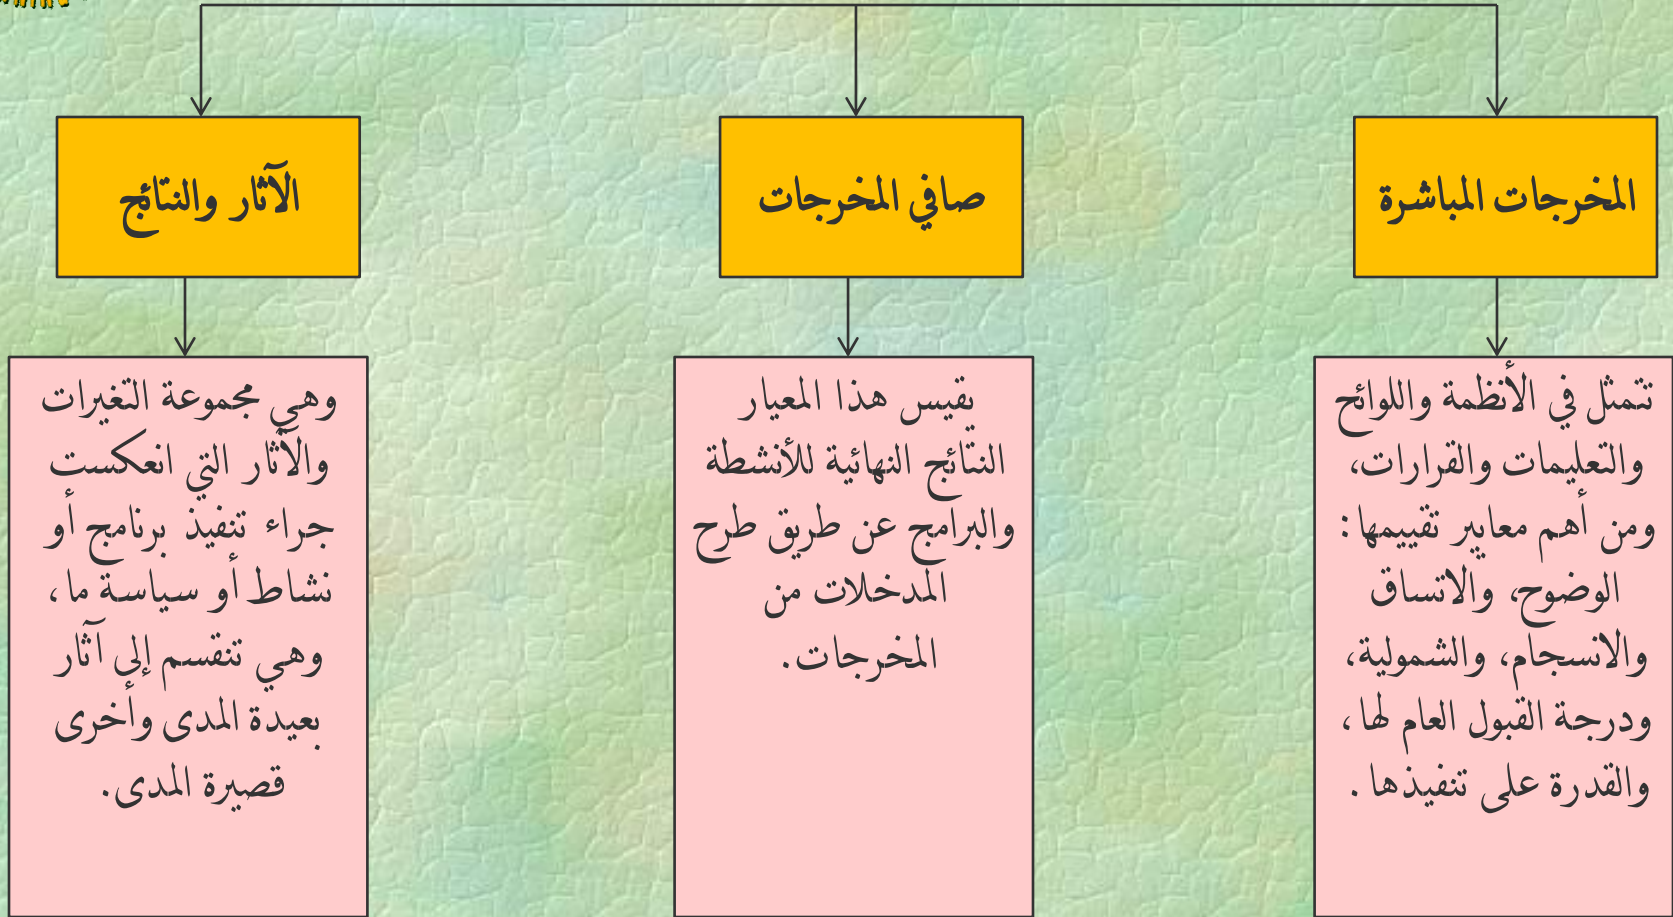 المخرجات المباشرة
صافي المخرجات
الآثار والنتائج
تتمثل في الأنظمة واللوائح
والتعليمات والقرارات،
ومن أهم معايير تقييمها:
الوضوح، والاتساق
والانسجام، والشمولية،
ودرجة القبول العام لها،
والقدرة على تنفيذها.
يقيس هذا المعيار
النتائج النهائية للأنشطة
والبرامج عن طريق طرح
المدخلات من
المخرجات.
وهي مجموعة التغيرات
والآثار التي انعكست
جراء تنفيذ برنامج أو
نشاط أو سياسة ما،
وهي تنقسم إلى آثار
بعيدة المدى وأخرى
قصيرة المدى.